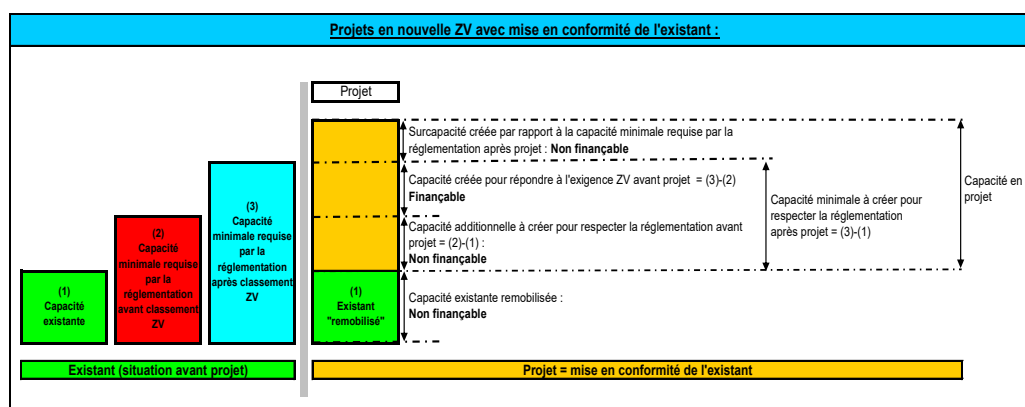 Projets en nouvelle ZV avec mise en conformité de l'existant :
Projet
Surcapacité créée par rapport à la capacité minimale requise par la
réglementation après projet : Non finançable
Capacité créée pour répondre à l'exigence ZV avant projet = (3)-(2)
Finançable
Capacité additionnelle à créer pour respecter la réglementation avant
projet = (2)-(1) :
Non finançable
Capacité existante remobilisée :
Non finançable
Capacité minimale à créer pour
respecter la réglementation
après projet = (3)-(1)
Capacité en
projet
(1)
Capacité
existante
(2)
Capacité
minimale requise
par la
réglementation
avant classement
ZV
(3)
Capacité
minimale requise
par la
réglementation
après classement
ZV
(1)
Existant
"remobilisé"
Existant (situation avant projet)
Projet = mise en conformité de l'existant